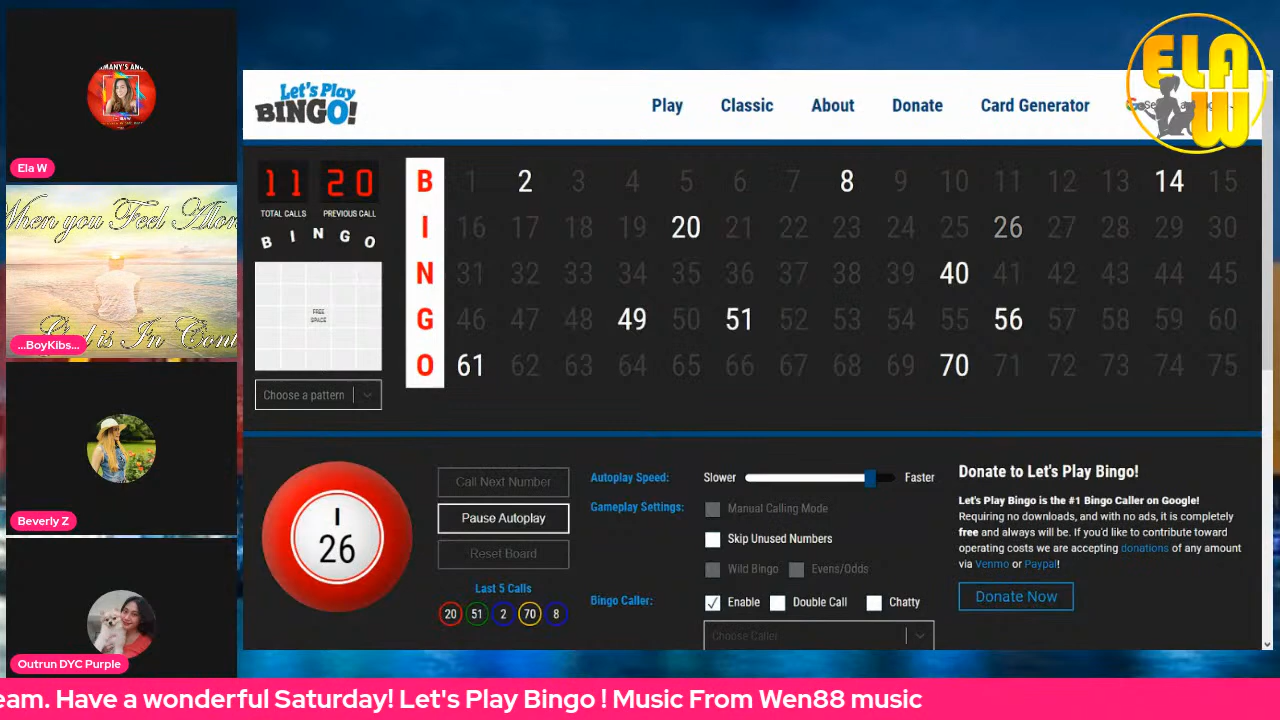 MANY'S AN
Ela W
When you Feel Alon
God is In Cont
...BoyKibs...
Beverly Z
Outrun DYC Purple
ELA
W
Let's Play
BINGO!
Play Classic About Donate Card Generator
11 20
TOTAL CALLS PREVIOUS CALL
B I N G O
FREE
SPACE
Choose a pattern
B 1 2 3 4 5 6 7 8 9 10 11 12 13 14 15
I 16 17 18 19 20 21 22 23 24 25 26 27 28 29 30
N 31 32 33 34 35 36 37 38 39 40 41 42 43 44 45
G 46 47 48 49 50 51 52 53 54 55 56 57 58 59 60
O 61 62 63 64 65 66 67 68 69 70 71 72 73 74 75
I
26
Call Next Number
Pause Autoplay
Reset Board
Last 5 Calls
20 51 2 70 8
Autoplay Speed: Slower Faster
Gameplay Settings: Manual Calling Mode
Skip Unused Numbers
Wild Bingo Evens/Odds
Bingo Caller: Enable Double Call Chatty
Choose Caller
Donate to Let's Play Bingo!
Let's Play Bingo is the #1 Bingo Caller on Google!
Requiring no downloads, and with no ads, it is completely
free and always will be. If you'd like to contribute toward
operating costs we are accepting donations of any amount
via Venmo or Paypal!
Donate Now
eam. Have a wonderful Saturday! Let's Play Bingo ! Music From Wen88 music